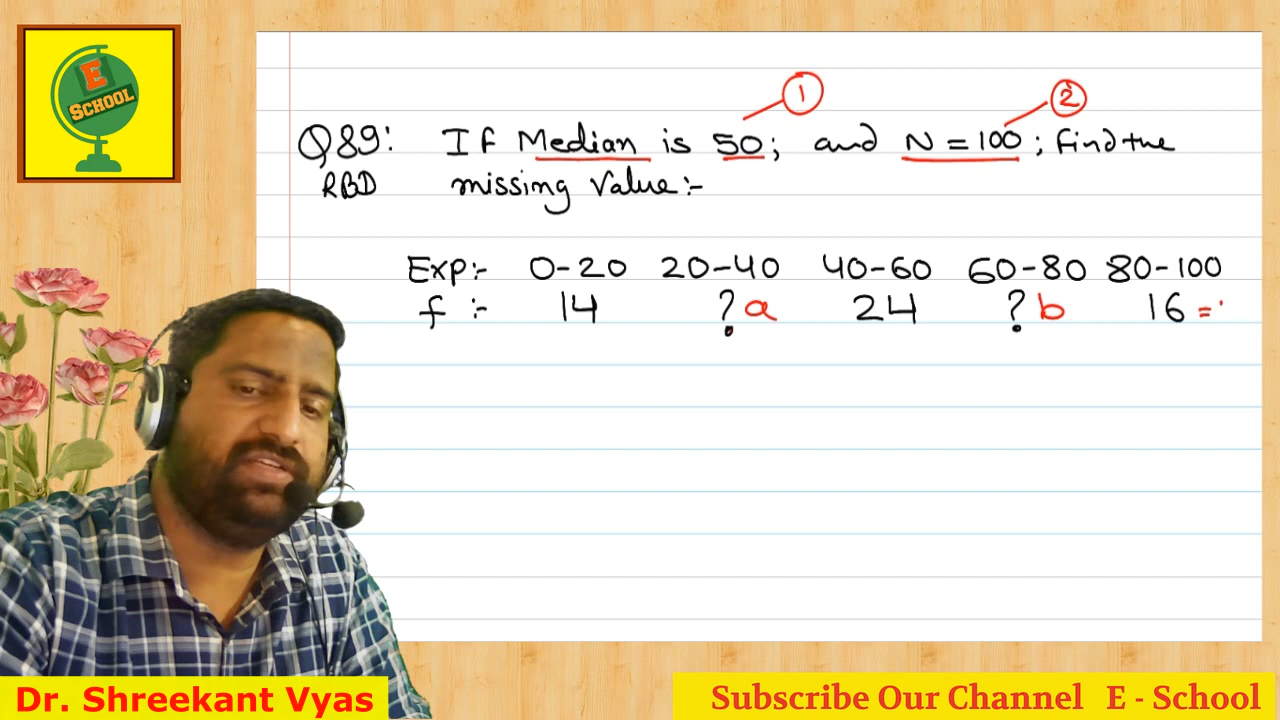 E
SCHOOL
Q89: If Median is 50; and N = 100; find the
RBD missing value:-
1
2
Exp:- 0-20 20-40 40-60 60-80 80-100
f :- 14 ? a 24 ? b 16 =
Dr. Shreekant Vyas
Subscribe Our Channel E - School